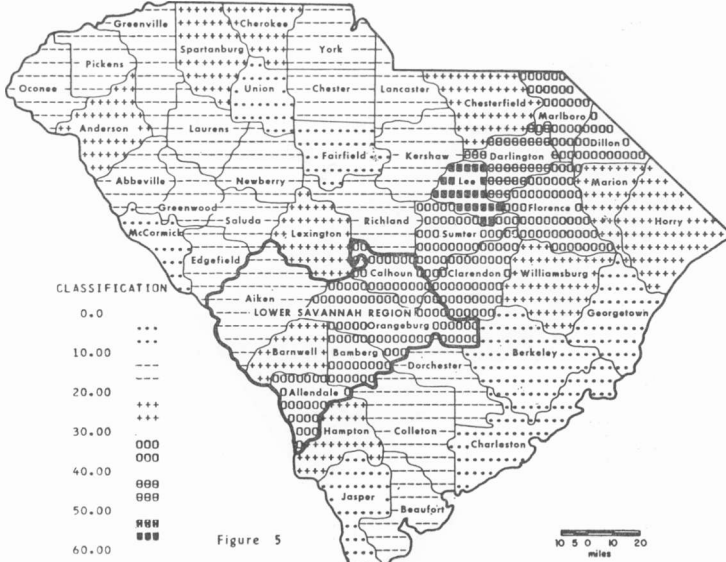 Greenville
Cherokee
Spartanburg
York
Pickens
Oconee
Union
Chester
Lancaster
Chesterfield
Marlboro
Anderson
Laurens
Dillon
Fairfield
Kershaw
Darlington
Lee
Marion
Abbeville
Newberry
Florence
Greenwood
Horry
McCormick
Saluda
Lexington
Richland
Sumter
Edgefield
Calhoun
Clarendon
Williamsburg
CLASSIFICATION
Aiken
0.0
LOWER SAVANNAH REGION
Georgetown
Orangeburg
10.00
Barnwell
Bamberg
Berkeley
Dorchester
20.00
Allendale
30.00
Hampton
Colleton
Charleston
40.00
Jasper
50.00
Beaufort
Figure 5
10 5 0 10 20
miles
60.00